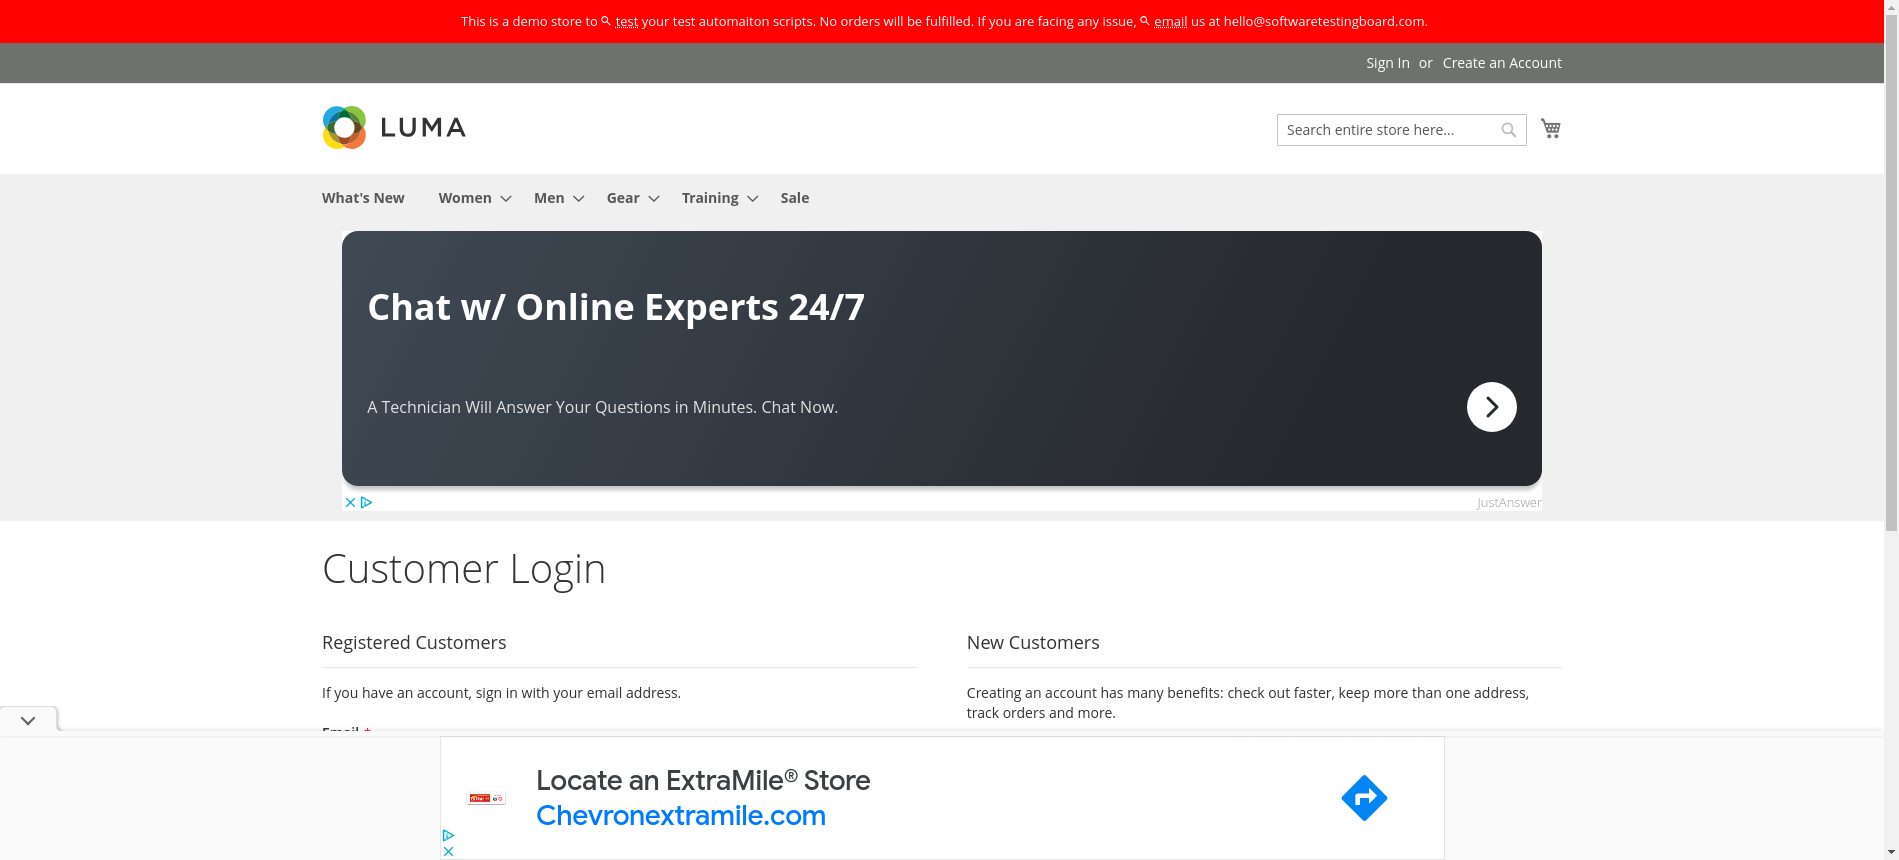 This is a demo store to test your test automaiton scripts. No orders will be fulfilled. If you are facing any issue, email us at hello@softwaretestingboard.com.
Sign In or Create an Account
LUMA
Search entire store here...
What's New Women Men Gear Training Sale
Chat w/ Online Experts 24/7
A Technician Will Answer Your Questions in Minutes. Chat Now.
JustAnswer
Customer Login
Registered Customers
If you have an account, sign in with your email address.
Email *
New Customers
Creating an account has many benefits: check out faster, keep more than one address,
track orders and more.
Locate an ExtraMile® Store
Chevronextramile.com